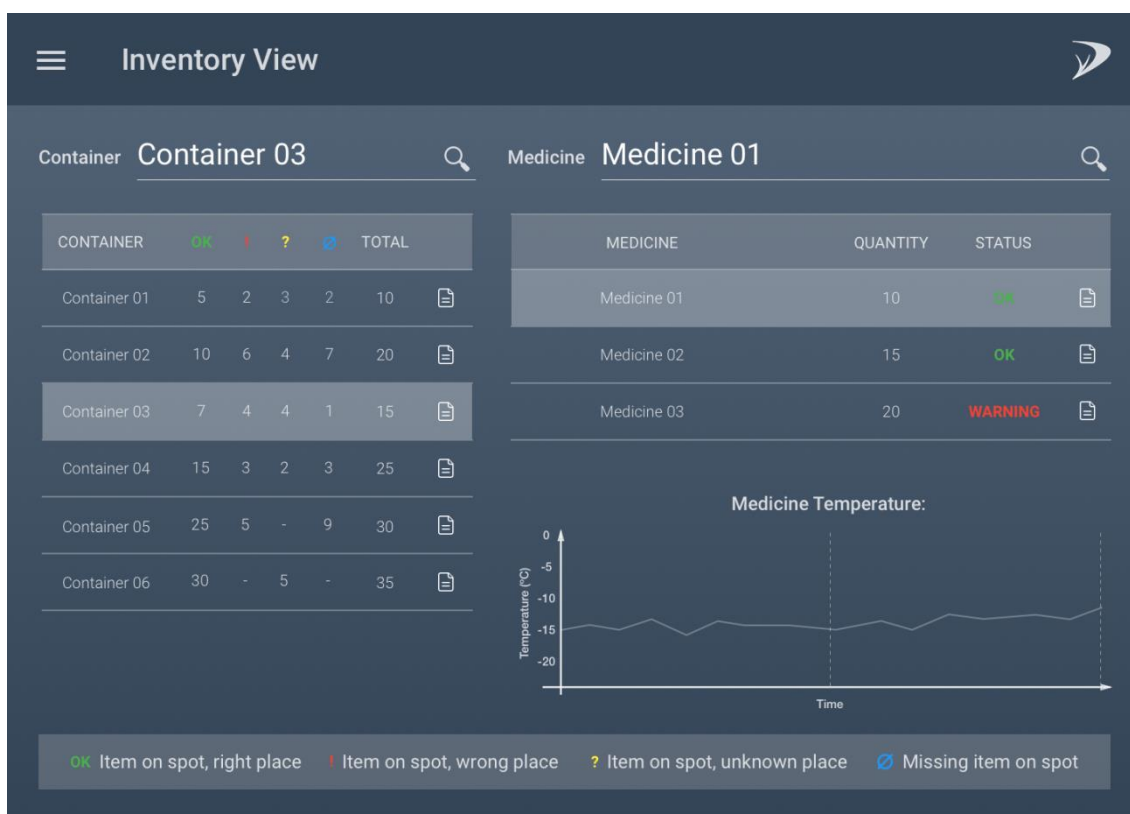 Inventory View
Container Container 03
Medicine Medicine 01
CONTAINER OK ! ? Ø TOTAL
Container 01 5 2 3 2 10
Container 02 10 6 4 7 20
Container 03 7 4 4 1 15
Container 04 15 3 2 3 25
Container 05 25 5 - 9 30
Container 06 30 - 5 - 35
MEDICINE QUANTITY STATUS
Medicine 01 10 OK
Medicine 02 15 OK
Medicine 03 20 WARNING
Medicine Temperature:
Temperature (ºC)
0
-5
-10
-15
-20
Time
OK Item on spot, right place ! Item on spot, wrong place ? Item on spot, unknown place Ø Missing item on spot